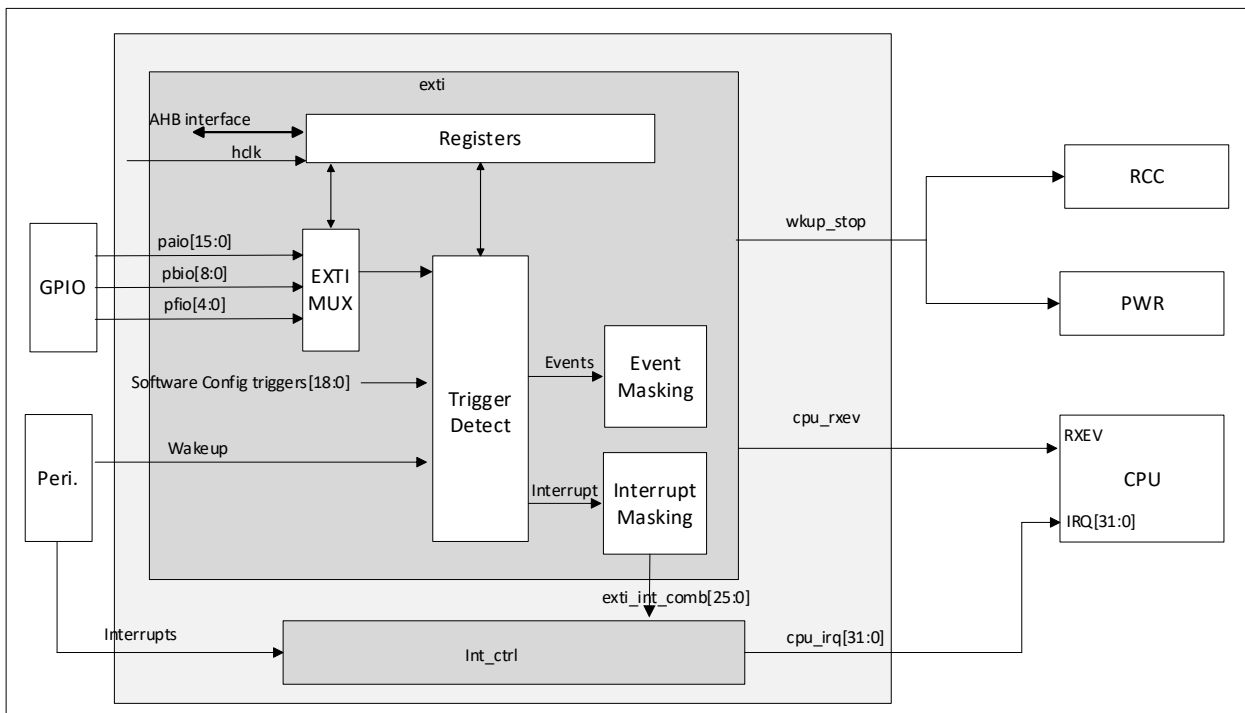 exti
AHB interface
Registers
hclk
RCC
wkup_stop
paio[15:0]
pbio[8:0]
pfio[4:0]
GPIO
EXTI
MUX
PWR
Software Config triggers[18:0]
Trigger
Detect
Events
Event
Masking
cpu_rxev
RXEV
CPU
IRQ[31:0]
Wakeup
Peri.
Interrupt
Interrupt
Masking
exti_int_comb[25:0]
Interrupts
Int_ctrl
cpu_irq[31:0]